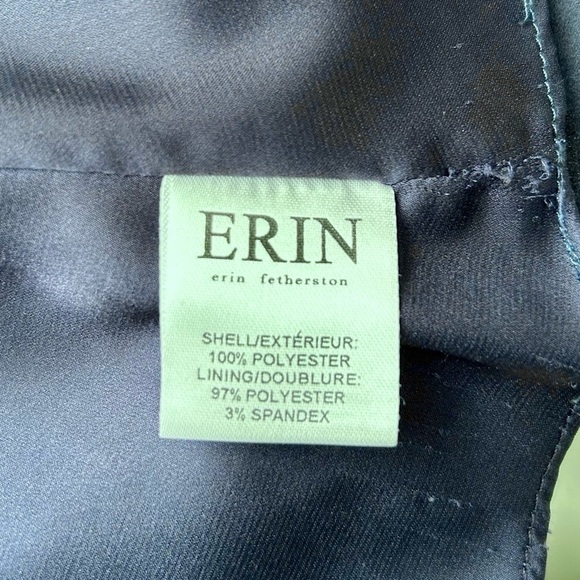 ERIN
erin fetherston
SHELL/EXTÉRIEUR:
100% POLYESTER
LINING/DOUBLURE:
97% POLYESTER
3% SPANDEX